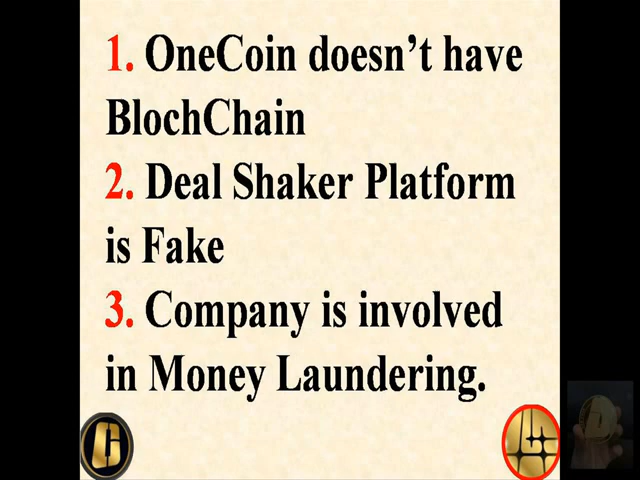 1. OneCoin doesn’t have
BlochChain
2. Deal Shaker Platform
is Fake
3. Company is involved
in Money Laundering.